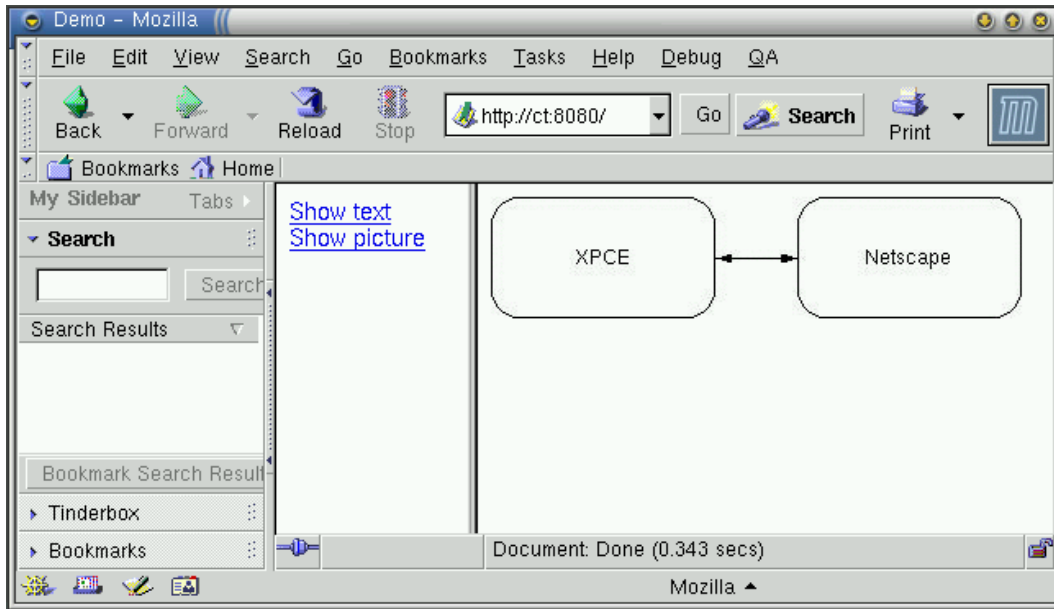 Demo - Mozilla
File Edit View Search Go Bookmarks Tasks Help Debug QA
Back Forward Reload Stop http://ct:8080/ Go Search Print
Bookmarks Home
My Sidebar Tabs
Search
Search
Search Results
Bookmark Search Result
Tinderbox
Bookmarks
Show text
Show picture
XPCE Netscape
Document: Done (0.343 secs)
Mozilla